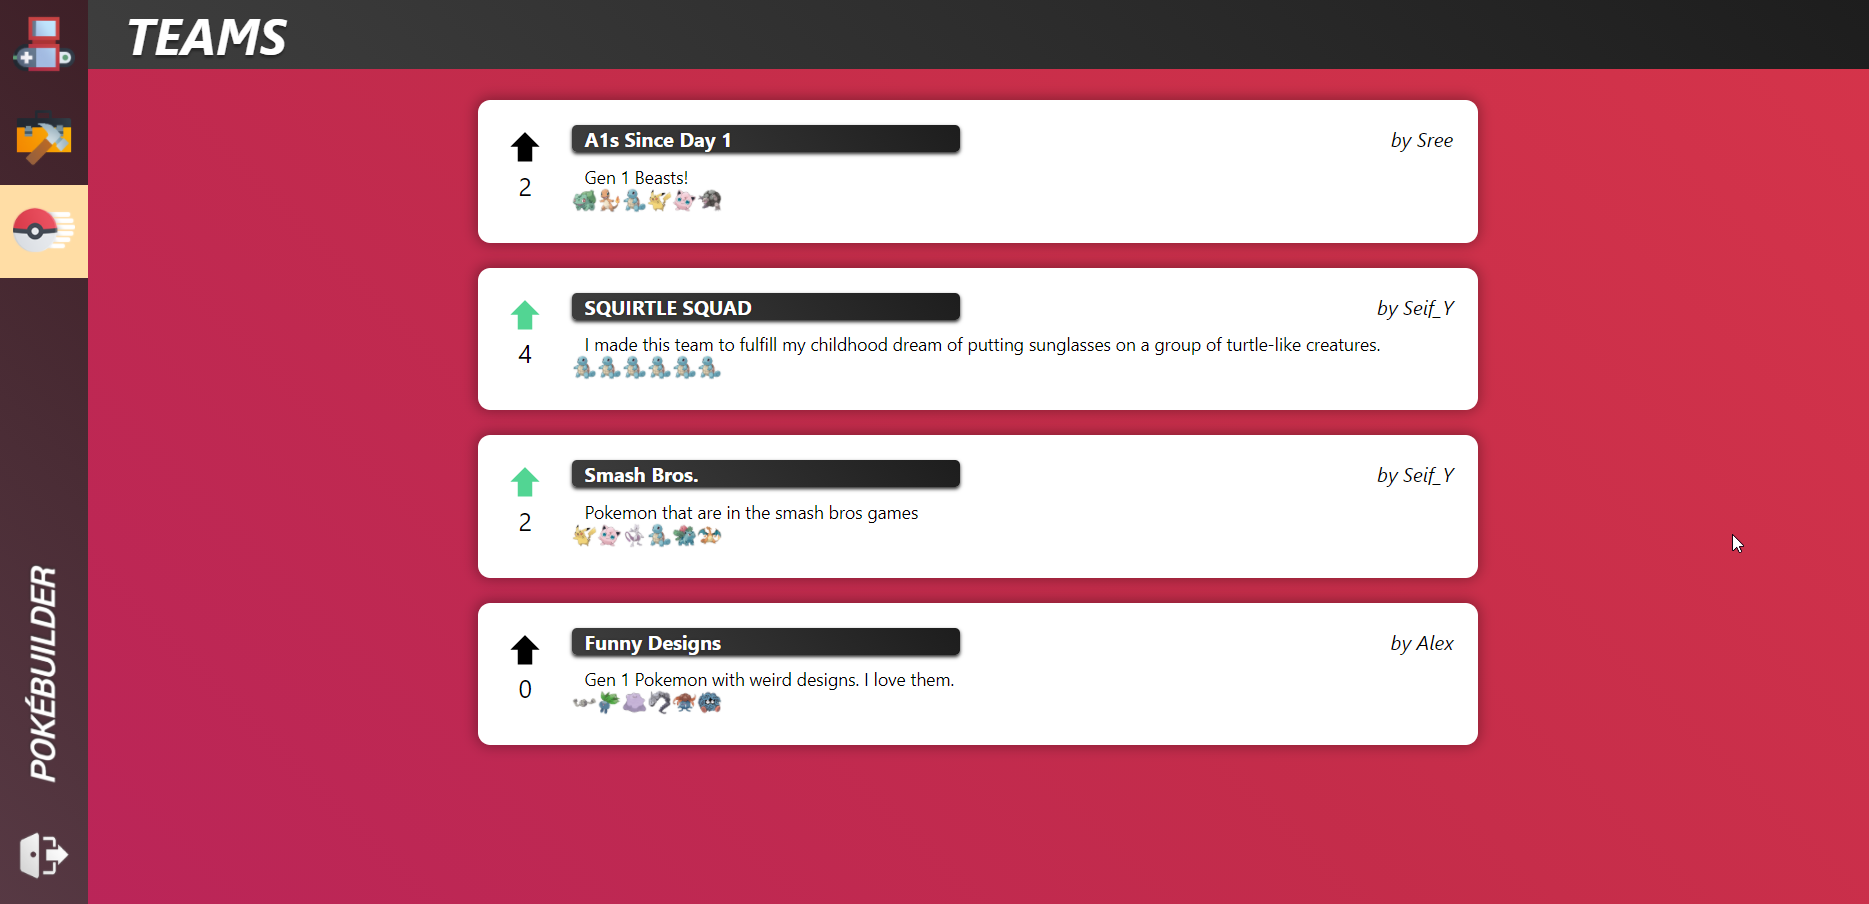 TEAMS
A1s Since Day 1
by Sree
2
Gen 1 Beasts!
SQUIRTLE SQUAD
by Seif_Y
4
I made this team to fulfill my childhood dream of putting sunglasses on a group of turtle-like creatures.
Smash Bros.
by Seif_Y
2
Pokemon that are in the smash bros games
Funny Designs
by Alex
0
Gen 1 Pokemon with weird designs. I love them.
POKÉBUILDER